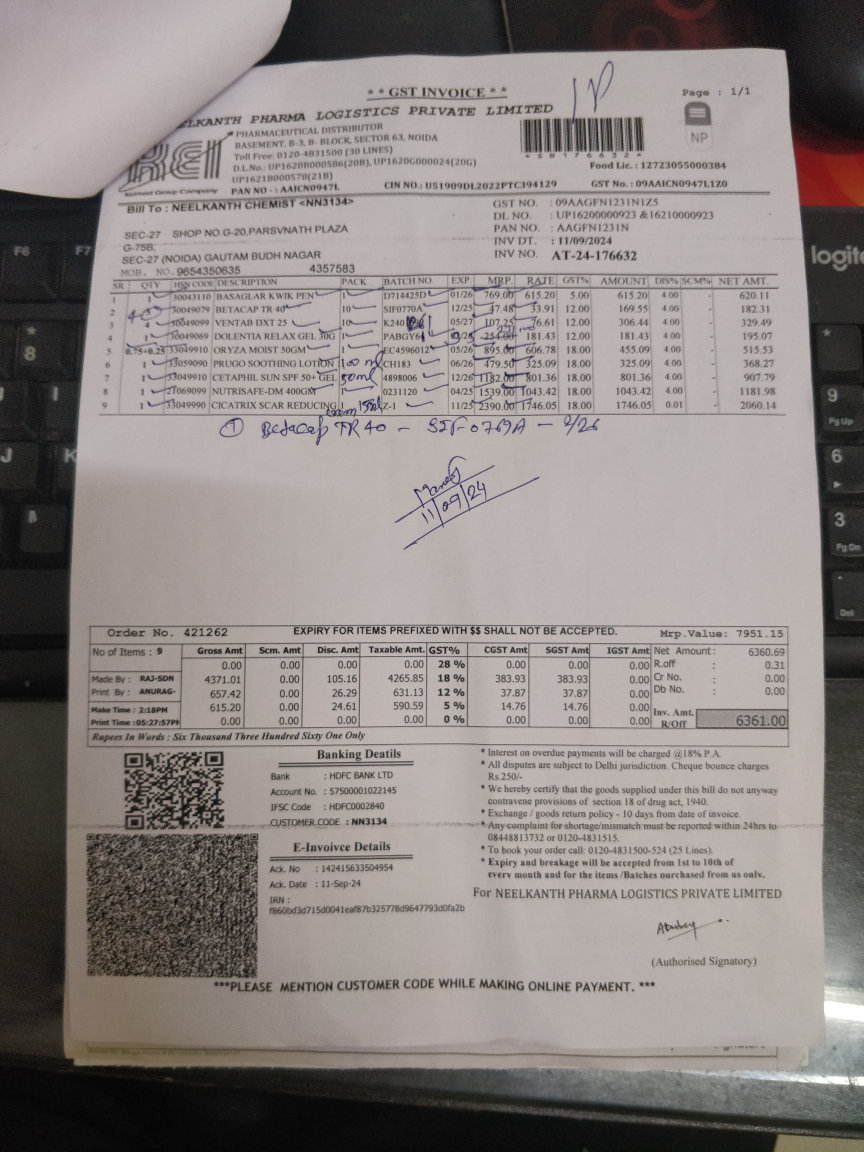 * * GST INVOICE * *
Page : 1/1
ELKANTH PHARMA LOGISTICS PRIVATE LIMITED
PHARMACEUTICAL DISTRIBUTOR
BASEMENT, B-3, B- BLOCK, SECTOR 63, NOIDA
Toll Free: 0120-4831500 (30 LINES)
D.L.No.: UP1620B000586(20B), UP1620G000024(20G)
UP1621B000578(21B)
PAN NO - : AAICN0947L
CIN NO.: U51909DL2022PTC394129
Food Lic. : 12723055000384
GST No. : 09AAICN0947L1Z0
NP
Bill To : NEELKANTH CHEMIST <NN3134>
SEC-27 SHOP NO.G-20,PARSVNATH PLAZA
G-75B,
SEC-27 (NOIDA) GAUTAM BUDH NAGAR
MOB. NO. 9654350635 4357583
GST NO. : 09AAGFN1231N1Z5
DL NO. : UP16200000923 &16210000923
PAN NO. : AAGFN1231N
INV DT. : 11/09/2024
INV NO. AT-24-176632
SR QTY HSN CODE DESCRIPTION PACK BATCH NO. EXP. MRP. RATE GST% AMOUNT DIS% SCM% NET AMT.
1 1 30043110 BASAGLAR KWIK PEN 1 D714425D 01/26 769.00 615.20 5.00 615.20 4.00 - 620.11
2 30049079 BETACAP TR 40 10 SIF0770A 12/25 47.48 33.91 12.00 169.55 4.00 - 182.31
3 4 30049099 VENTAB DXT 25 10 K240 05/27 107.25 76.61 12.00 306.44 4.00 - 329.49
4 1 30049069 DOLENTIA RELAX GEL 30G 1 PABGY6 254.00 181.43 12.00 181.43 4.00 - 195.07
5 0.75+0.25 33049910 ORYZA MOIST 50GM 1 EC4596012 05/26 895.00 606.78 18.00 455.09 4.00 - 515.53
6 1 33059090 PRUGO SOOTHING LOTION 100 ml CH183 06/26 479.50 325.09 18.00 325.09 4.00 - 368.27
7 1 33049910 CETAPHIL SUN SPF 50+ GEL 50ml 4898006 12/26 1182.00 801.36 18.00 801.36 4.00 - 907.79
8 1 21069099 NUTRISAFE-DM 400GM 1 0231120 04/25 1539.00 1043.42 18.00 1043.42 4.00 - 1181.98
9 1 33049990 CICATRIX SCAR REDUCING 1 Z-1 11/25 2390.00 1746.05 18.00 1746.05 0.01 - 2060.14
① Betacap TR 40 - SIF0769A - 2/26
11/09/24
Order No. 421262 EXPIRY FOR ITEMS PREFIXED WITH $$ SHALL NOT BE ACCEPTED. Mrp.Value: 7951.15
No of Items : 9 Gross Amt Scm. Amt Disc. Amt Taxable. Amt GST% CGST Amt SGST Amt IGST Amt Net Amount: 6360.69
0.00 0.00 0.00 0.00 28 % 0.00 0.00 0.00 R.off 0.31
Made By : RAJ-SDN 4371.01 0.00 105.16 4265.85 18 % 383.93 383.93 0.00 Cr No. : 0.00
Print By : ANURAG- 657.42 0.00 26.29 631.13 12 % 37.87 37.87 0.00 Db No. 0.00
Make Time : 2:18PM 615.20 0.00 24.61 590.59 5 % 14.76 14.76 0.00 Inv. Amt.
Print Time :05:27:57PM 0.00 0.00 0.00 0.00 0 % 0.00 0.00 0.00 R/Off 6361.00
Rupees In Words : Six Thousand Three Hundred Sixty One Only
Banking Deatils
Bank : HDFC BANK LTD
Account No. : 57500001022145
IFSC Code : HDFC0002840
CUSTOMER CODE : NN3134
E-Invoivce Details
Ack. No : 142415633504954
Ack. Date : 11-Sep-24
IRN :
f860bd3d715d0041eaf87b325778d9647793d0fa2b
* Interest on overdue payments will be charged @18% P.A.
* All disputes are subject to Delhi jurisdiction. Cheque bounce charges
Rs.250/-
* We hereby certify that the goods supplied under this bill do not anyway
contravene provisions of section 18 of drug act, 1940.
* Exchange / goods return policy - 10 days from date of invoice.
* Any complaint for shortage/mismatch must be reported within 24hrs to
08448813732 or 0120-4831515.
* To book your order call: 0120-4831500-524 (25 Lines).
* Expiry and breakage will be accepted from 1st to 10th of
every month and for the items /Batches purchased from us only.
For NEELKANTH PHARMA LOGISTICS PRIVATE LIMITED
(Authorised Signatory)
***PLEASE MENTION CUSTOMER CODE WHILE MAKING ONLINE PAYMENT. ***
F6
F7
logite
*
8
9
Pg Up
J
K
6
3
Pg Dn
Del